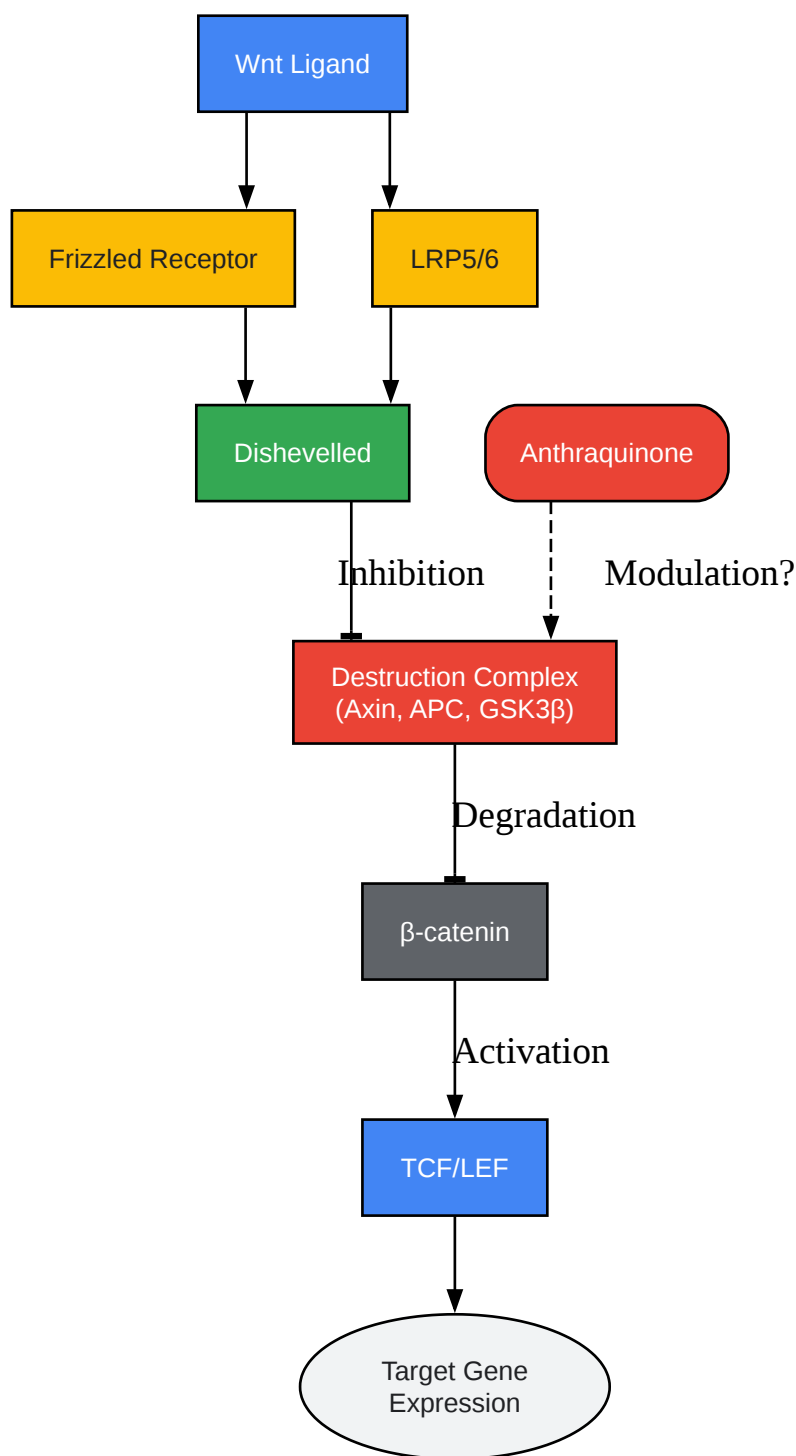 Wnt Ligand
Frizzled Receptor
LRP5/6
Dishevelled
Anthraquinone
Inhibition
Modulation?
Destruction Complex
(Axin, APC, GSK3β)
Degradation
β-catenin
Activation
TCF/LEF
Target Gene
Expression